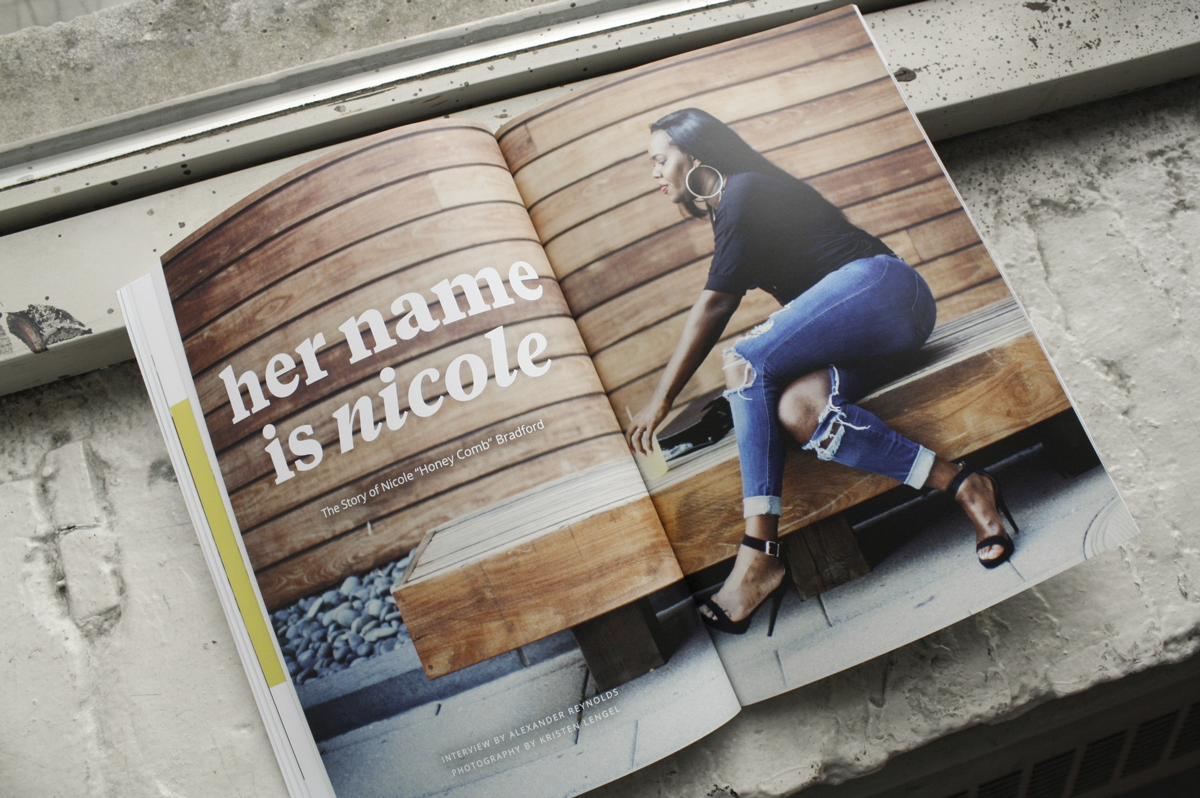 her name
is nicole
The Story of Nicole “Honey Comb” Bradford
INTERVIEW BY ALEXANDER REYNOLDS
PHOTOGRAPHY BY KRISTEN LENGEL